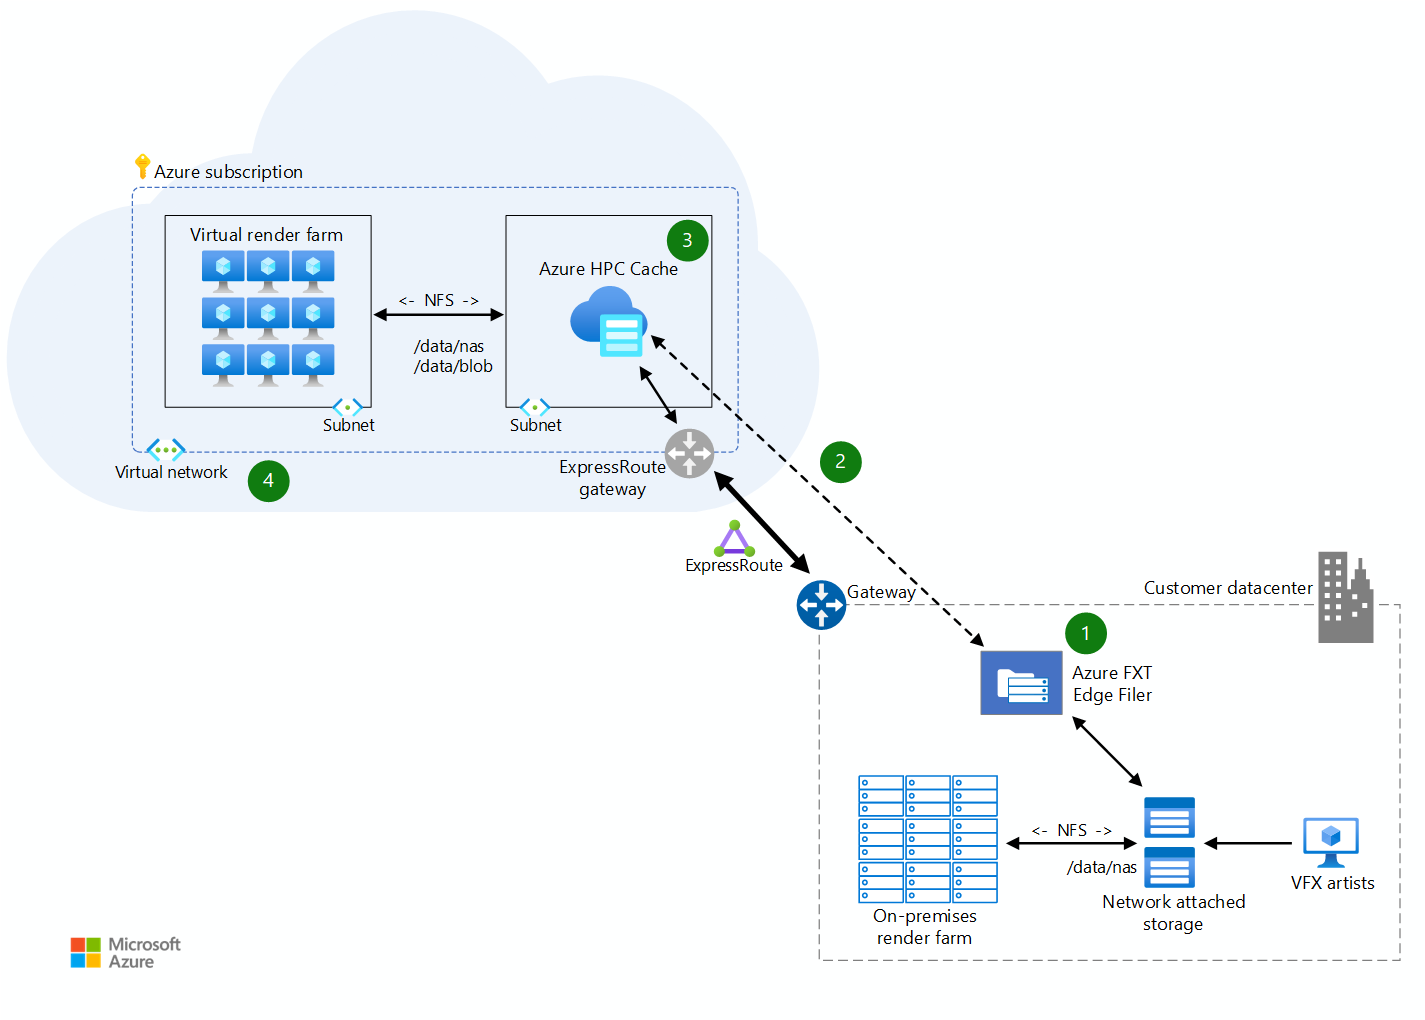 Azure subscription
Virtual render farm
3
Azure HPC Cache
<- NFS ->
/data/nas
/data/blob
Subnet
Subnet
Virtual network
4
ExpressRoute
gateway
2
ExpressRoute
Gateway
Customer datacenter
1
Azure FXT
Edge Filer
<- NFS ->
/data/nas
On-premises
render farm
Network attached
storage
VFX artists
Microsoft
Azure